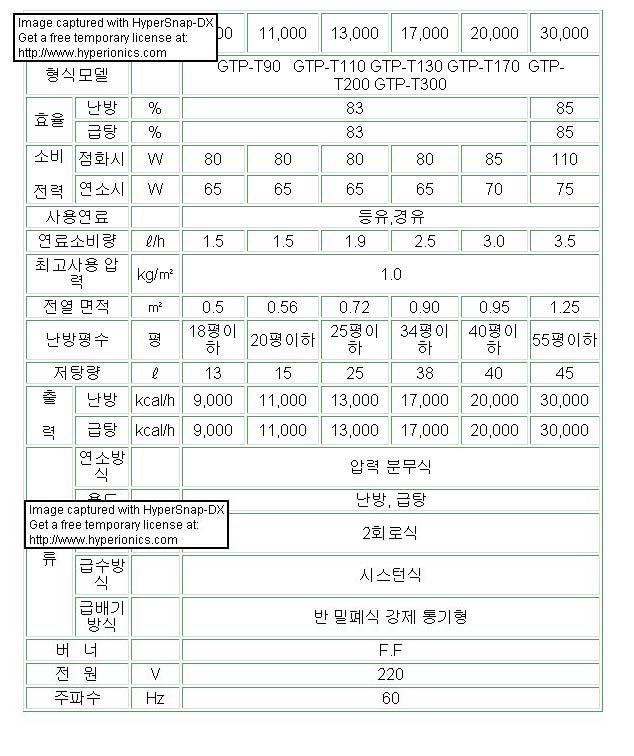 Image captured with HyperSnap-DX
Get a free temporary license at:
http://www.hyperionics.com
11,000 13,000 17,000 20,000 30,000
형식모델 GTP-T90 GTP-T110 GTP-T130 GTP-T170 GTP-
T200 GTP-T300
효율 난방 % 83 85
급탕 % 83 85
소비 점화시 W 80 80 80 80 85 110
전력 연소시 W 65 65 65 65 70 75
사용연료 등유,경유
연료소비량 ℓ/h 1.5 1.5 1.9 2.5 3.0 3.5
최고사용 압
력 kg/m² 1.0
전열 면적 m² 0.5 0.56 0.72 0.90 0.95 1.25
난방평수 평 18평이
하 20평이하 25평이
하 34평이
하 40평이
하 55평이하
저탕량 ℓ 13 15 25 38 40 45
출 난방 kcal/h 9,000 11,000 13,000 17,000 20,000 30,000
력 급탕 kcal/h 9,000 11,000 13,000 17,000 20,000 30,000
연소방
식 압력 분무식
난방, 급탕
Image captured with HyperSnap-DX
Get a free temporary license at:
http://www.hyperionics.com
2회로식
류 급수방
식 시스턴식
급배기
방식 반 밀폐식 강제 통기형
버 너 F.F
전 원 V 220
주파수 Hz 60